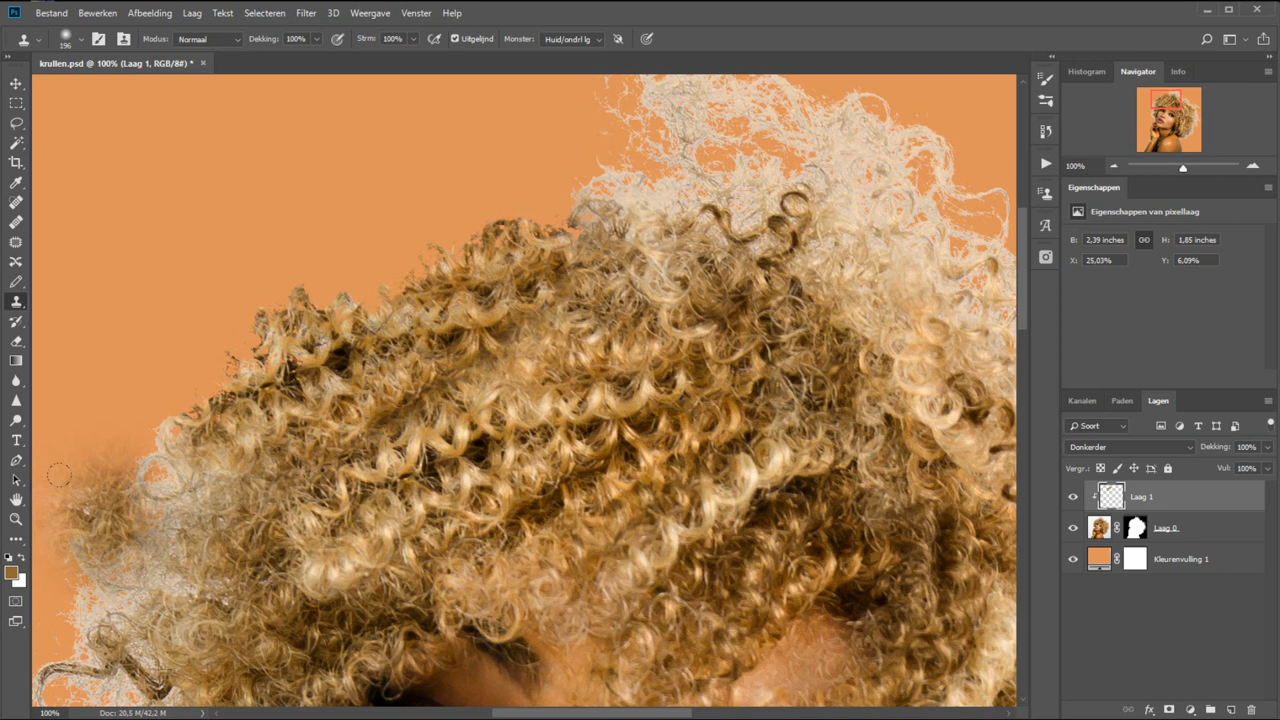 Ps Bestand Bewerken Afbeelding Laag Tekst Selecteren Filter 3D Weergave Venster Help
196 Modus: Normaal Dekking: 100% Strm: 100% Uitgelijnd Monster: Huid/ondrl lg
krullen.psd @ 100% (Laag 1, RGB/8#) * ×
Histogram Navigator Info
100%
Eigenschappen
Eigenschappen van pixellaag
B: 2,39 inches H: 1,85 inches
X: 25,03% Y: 6,09%
Kanalen Paden Lagen
Soort
Donkerder Dekking: 100%
Vergr.: Vul: 100%
Laag 1
Laag 0
Kleurenvulling 1
100% Doc: 20,5 M/42,2 M